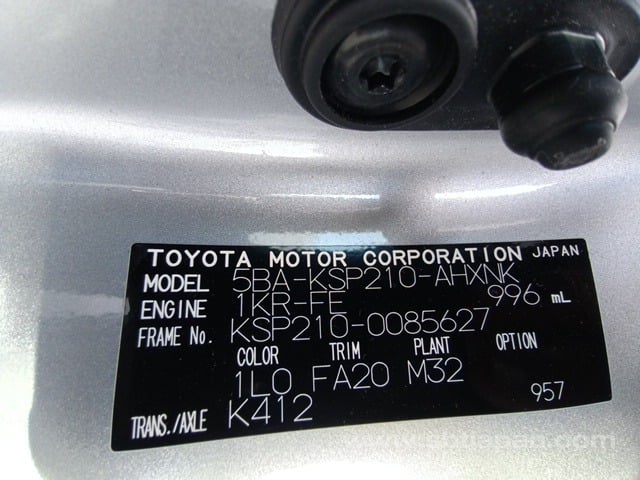 TOYOTA MOTOR CORPORATION JAPAN
MODEL 5BA-KSP210-AHXNK
ENGINE 1KR-FE 996 mL
FRAME No. KSP210-0085627
COLOR TRIM PLANT OPTION
1L0 FA20 M32
TRANS./AXLE K412 957